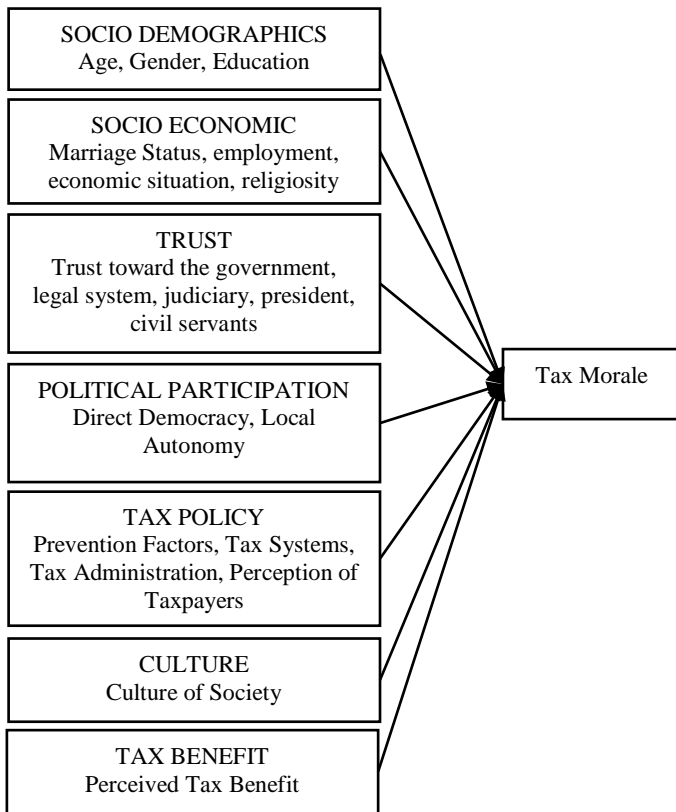 SOCIO DEMOGRAPHICS
Age, Gender, Education
SOCIO ECONOMIC
Marriage Status, employment,
economic situation, religiosity
TRUST
Trust toward the government,
legal system, judiciary, president,
civil servants
Tax Morale
POLITICAL PARTICIPATION
Direct Democracy, Local
Autonomy
TAX POLICY
Prevention Factors, Tax Systems,
Tax Administration, Perception of
Taxpayers
CULTURE
Culture of Society
TAX BENEFIT
Perceived Tax Benefit